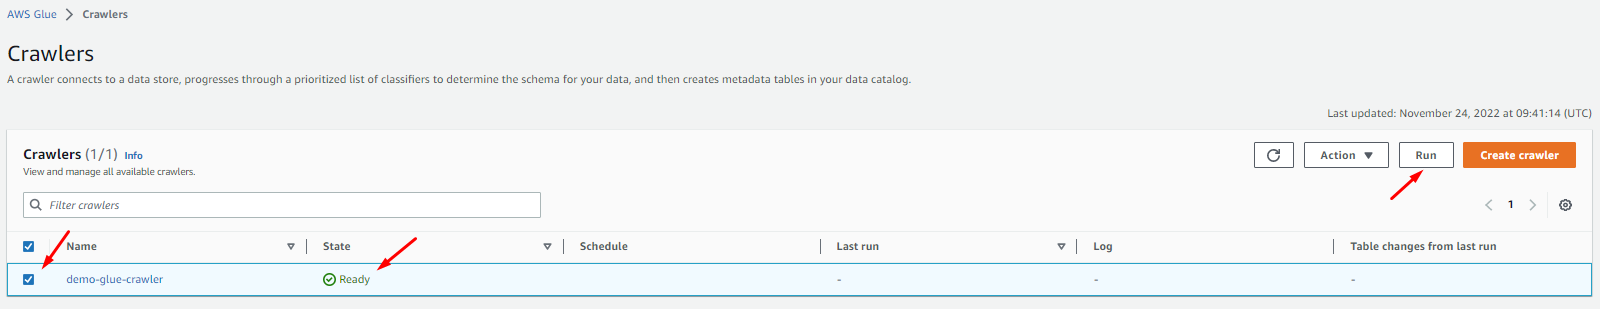 AWS Glue > Crawlers
Crawlers
A crawler connects to a data store, progresses through a prioritized list of classifiers to determine the schema for your data, and then creates metadata tables in your data catalog.
Last updated: November 24, 2022 at 09:41:14 (UTC)
Crawlers (1/1) Info
View and manage all available crawlers.
Action Run Create crawler
Filter crawlers
1
Name State Schedule Last run Log Table changes from last run
demo-glue-crawler Ready - - -